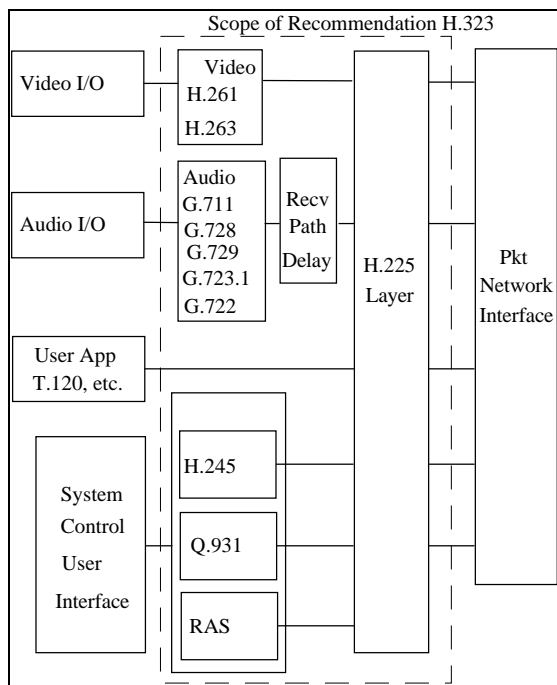 Scope of Recommendation H.323
Video I/O
Video
H.261
H.263
Audio I/O
Audio
G.711
G.728
G.729
G.723.1
G.722
Recv
Path
Delay
H.225
Layer
Pkt
Network
Interface
User App
T.120, etc.
System
Control
User
Interface
H.245
Q.931
RAS